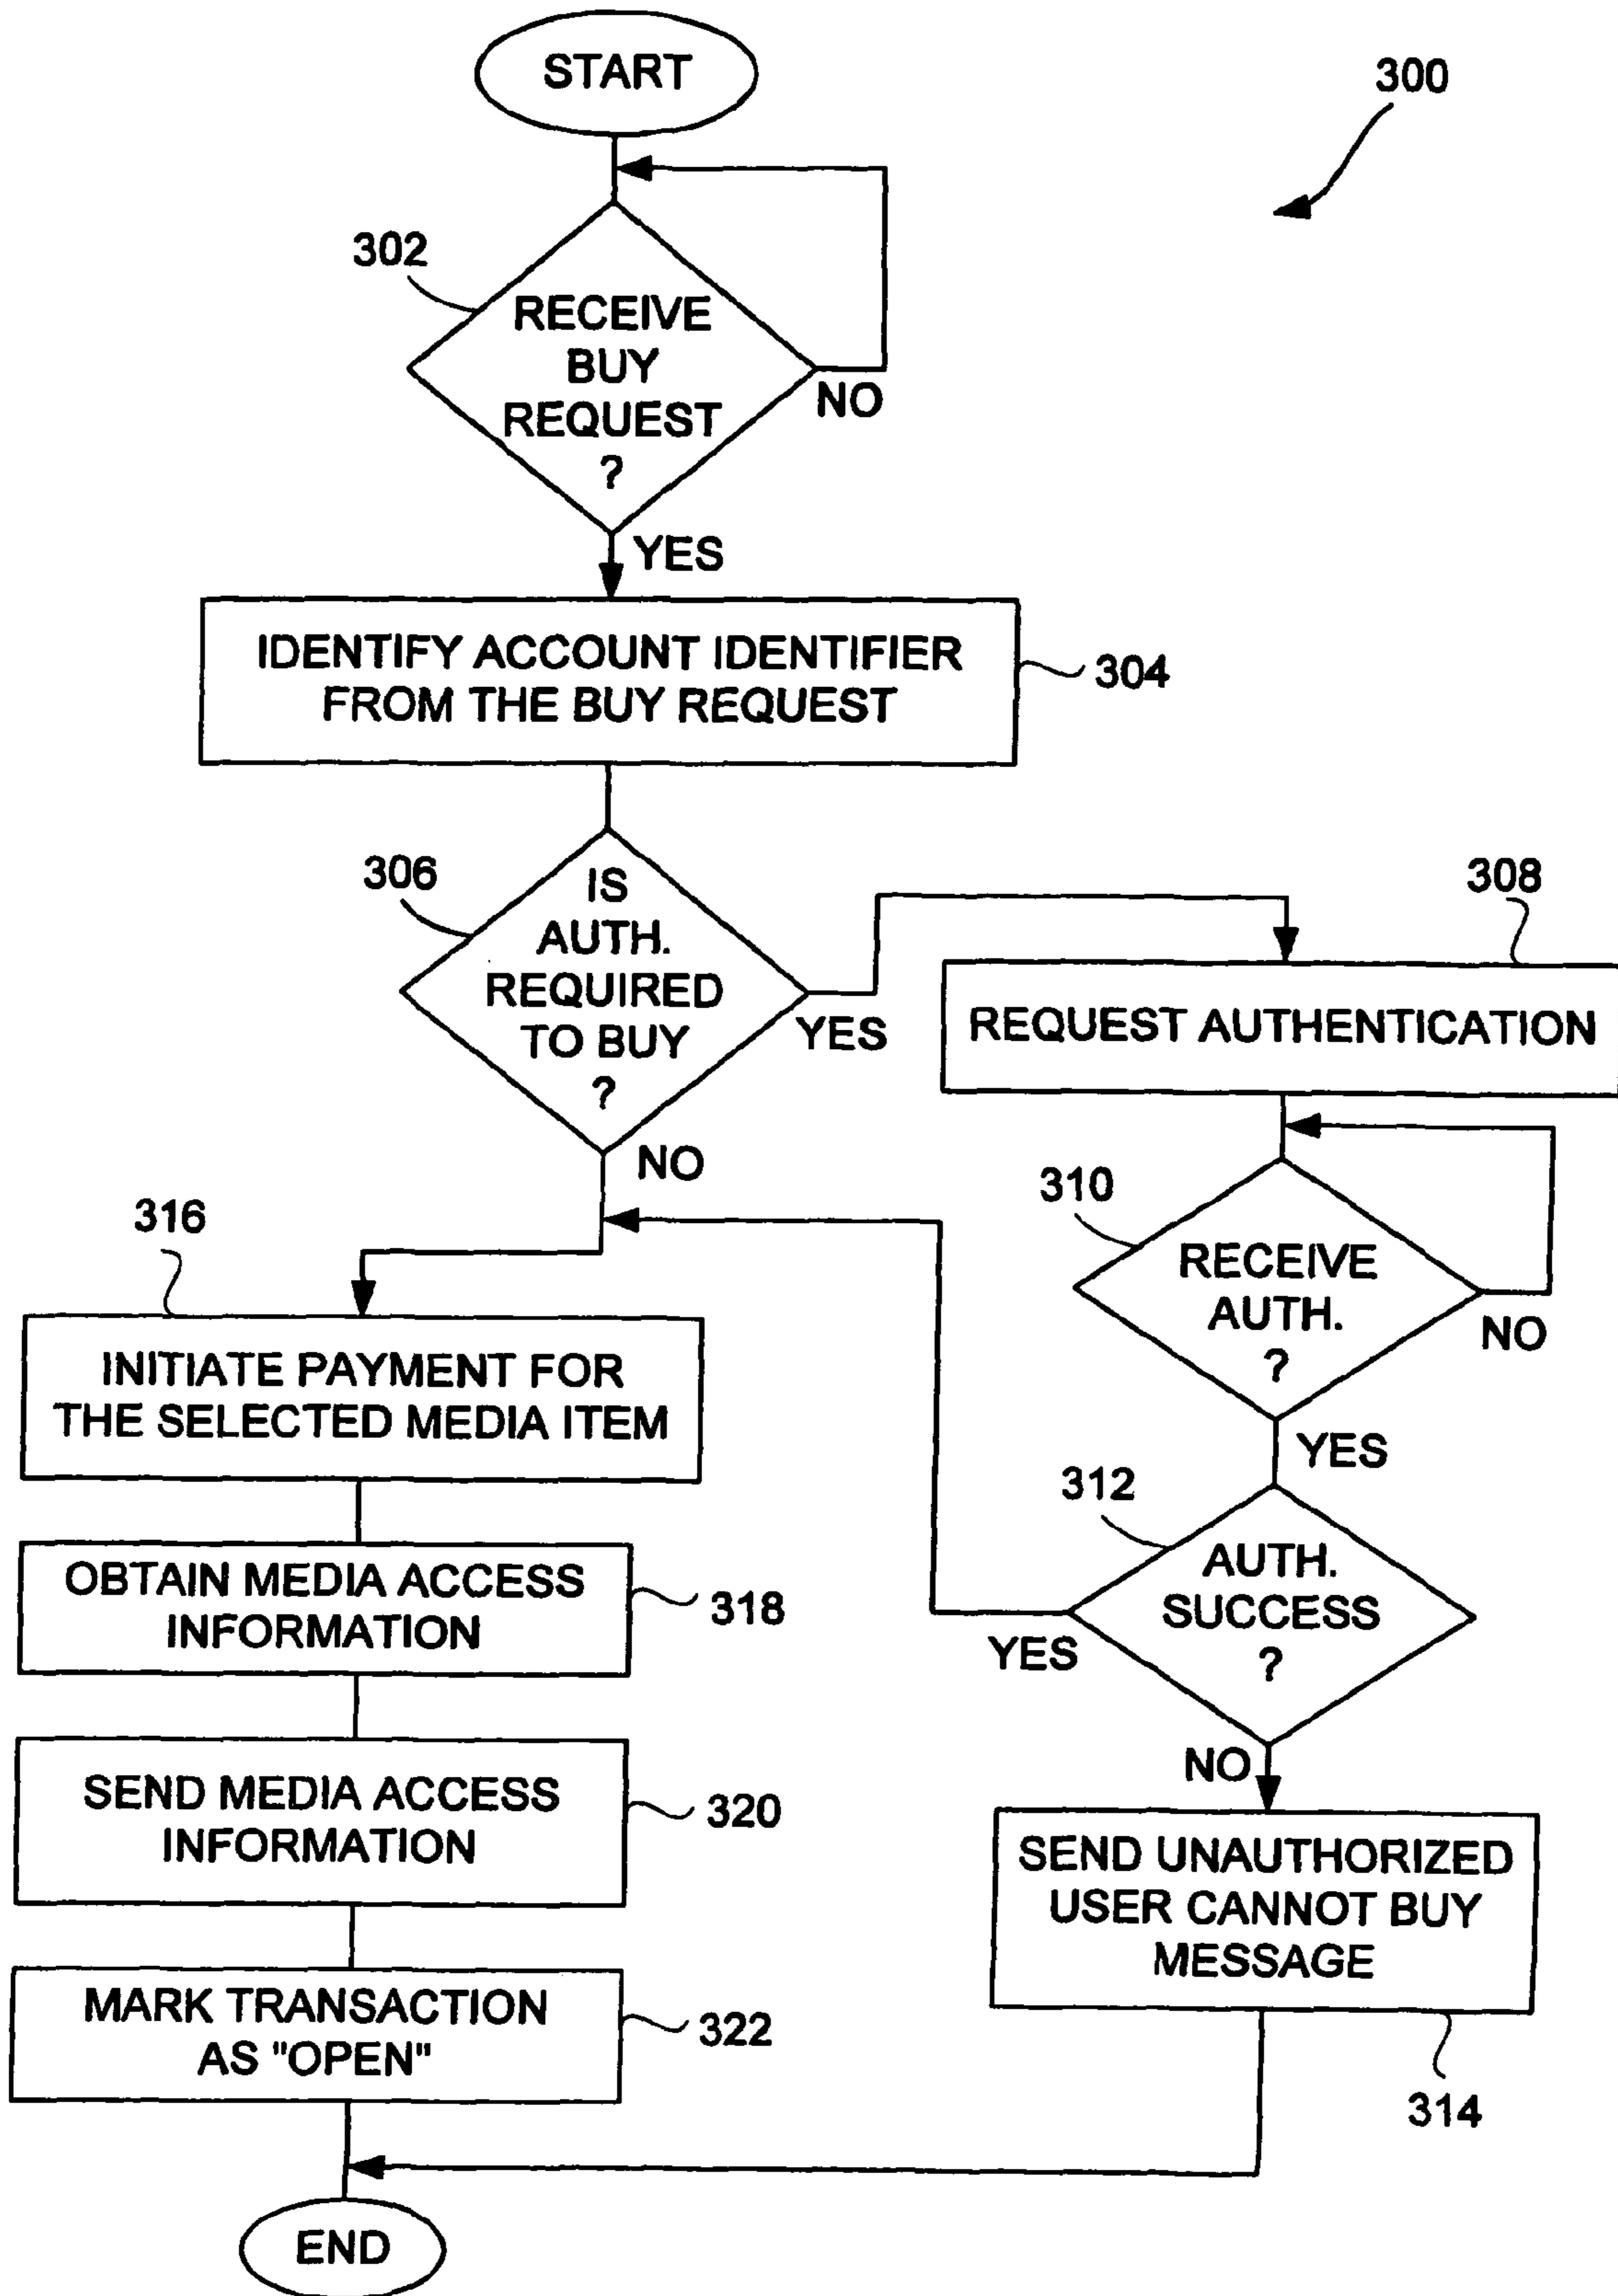 START
300
302
RECEIVE
BUY
REQUEST
?
NO
YES
IDENTIFY ACCOUNT IDENTIFIER
FROM THE BUY REQUEST
304
306
IS
AUTH.
REQUIRED
TO BUY
?
YES
NO
308
REQUEST AUTHENTICATION
310
RECEIVE
AUTH.
?
NO
YES
312
AUTH.
SUCCESS
?
YES
NO
SEND UNAUTHORIZED
USER CANNOT BUY
MESSAGE
314
316
INITIATE PAYMENT FOR
THE SELECTED MEDIA ITEM
OBTAIN MEDIA ACCESS
INFORMATION
318
SEND MEDIA ACCESS
INFORMATION
320
MARK TRANSACTION
AS "OPEN"
322
END